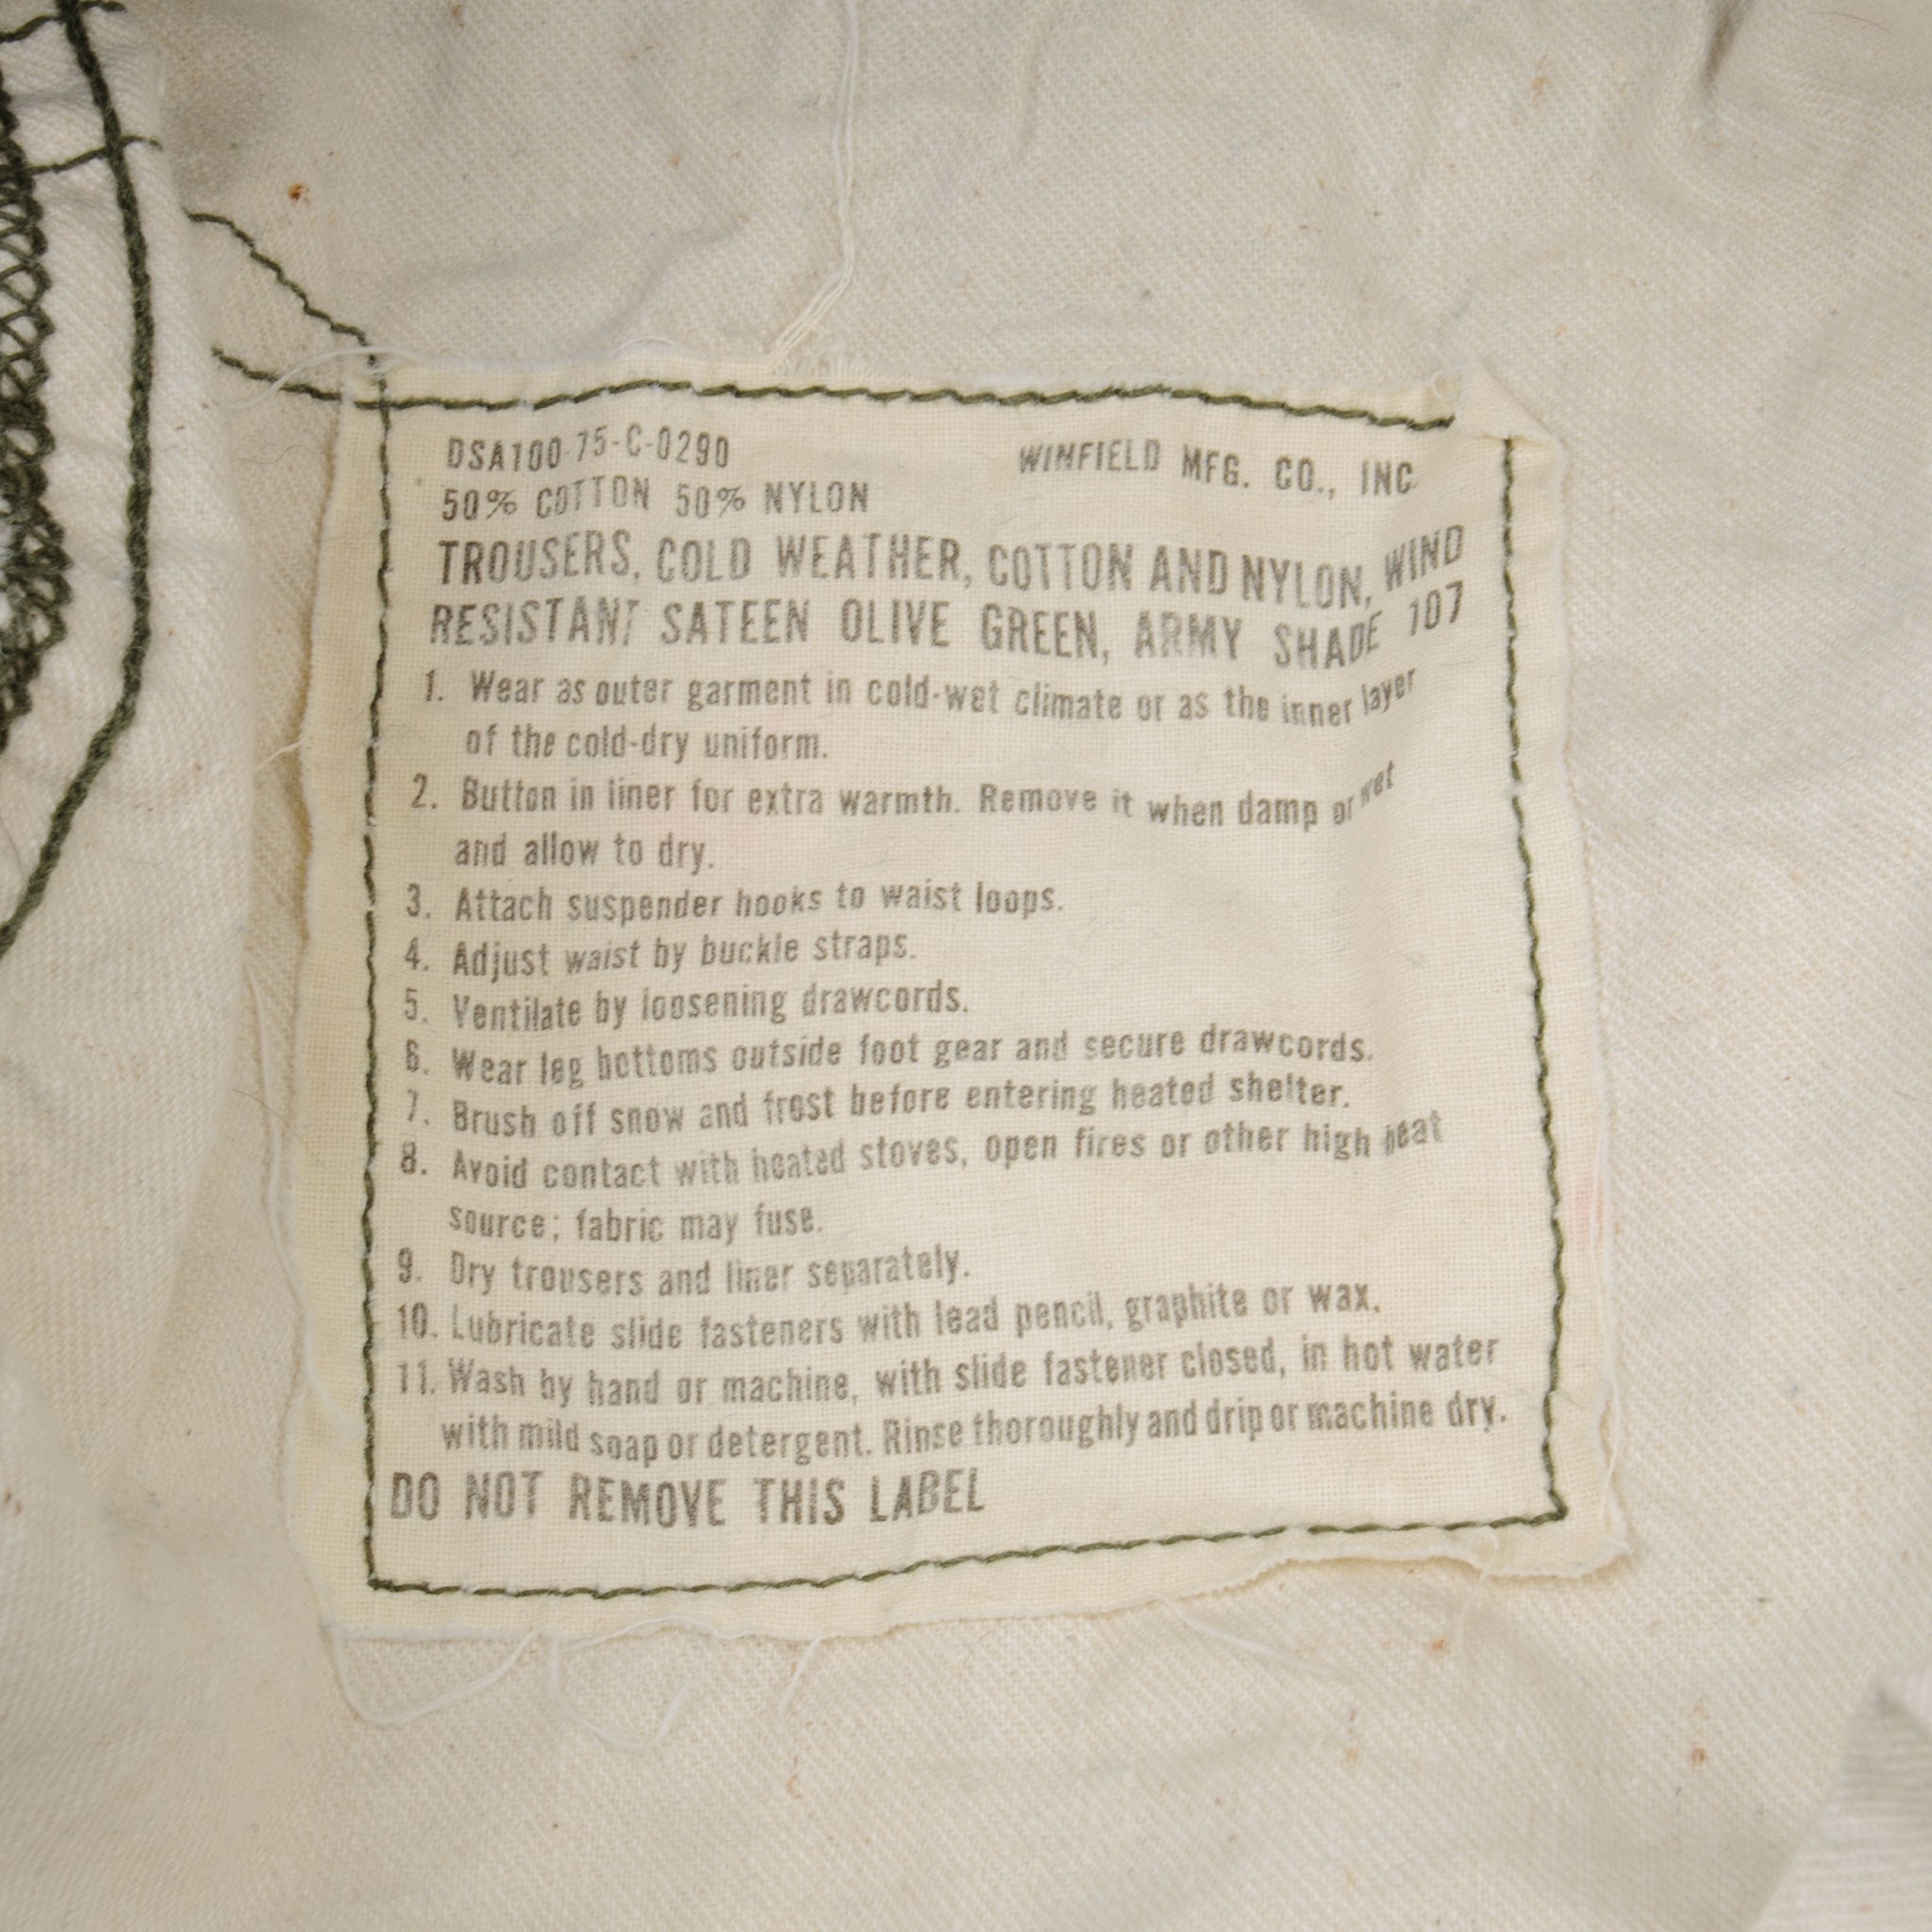 DSA100-75-C-0290 WINFIELD MFG. CO., INC.
50% COTTON 50% NYLON
TROUSERS, COLD WEATHER, COTTON AND NYLON, WIND
RESISTANT SATEEN OLIVE GREEN, ARMY SHADE 107
1. Wear as outer garment in cold-wet climate or as the inner layer
of the cold-dry uniform.
2. Button in liner for extra warmth. Remove it when damp or wet
and allow to dry.
3. Attach suspender hooks to waist loops.
4. Adjust waist by buckle straps.
5. Ventilate by loosening drawcords.
6. Wear leg bottoms outside foot gear and secure drawcords.
7. Brush off snow and frost before entering heated shelter.
8. Avoid contact with heated stoves, open fires or other high heat
source; fabric may fuse.
9. Dry trousers and liner separately.
10. Lubricate slide fasteners with lead pencil, graphite or wax.
11. Wash by hand or machine, with slide fastener closed, in hot water
with mild soap or detergent. Rinse thoroughly and drip or machine dry.
DO NOT REMOVE THIS LABEL